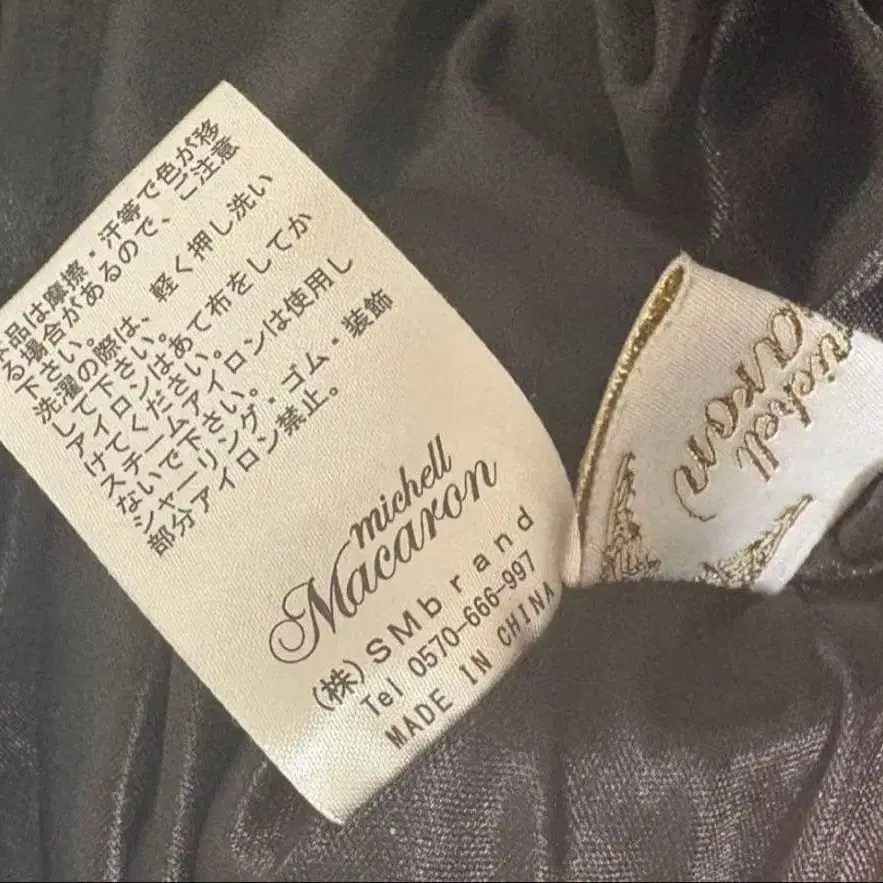 本品は摩擦・汗等で色が移
る場合があるので、ご注意
下さい。
洗濯の際は、軽く押し洗い
して下さい。
アイロンはあて布をしてか
けてください。
スチームアイロンは使用し
ないで下さい。
シャーリング・ゴム・装飾
部分アイロン禁止。
michell
Macaron
(株)SMbrand
Tel 0570-666-997
MADE IN CHINA
michell